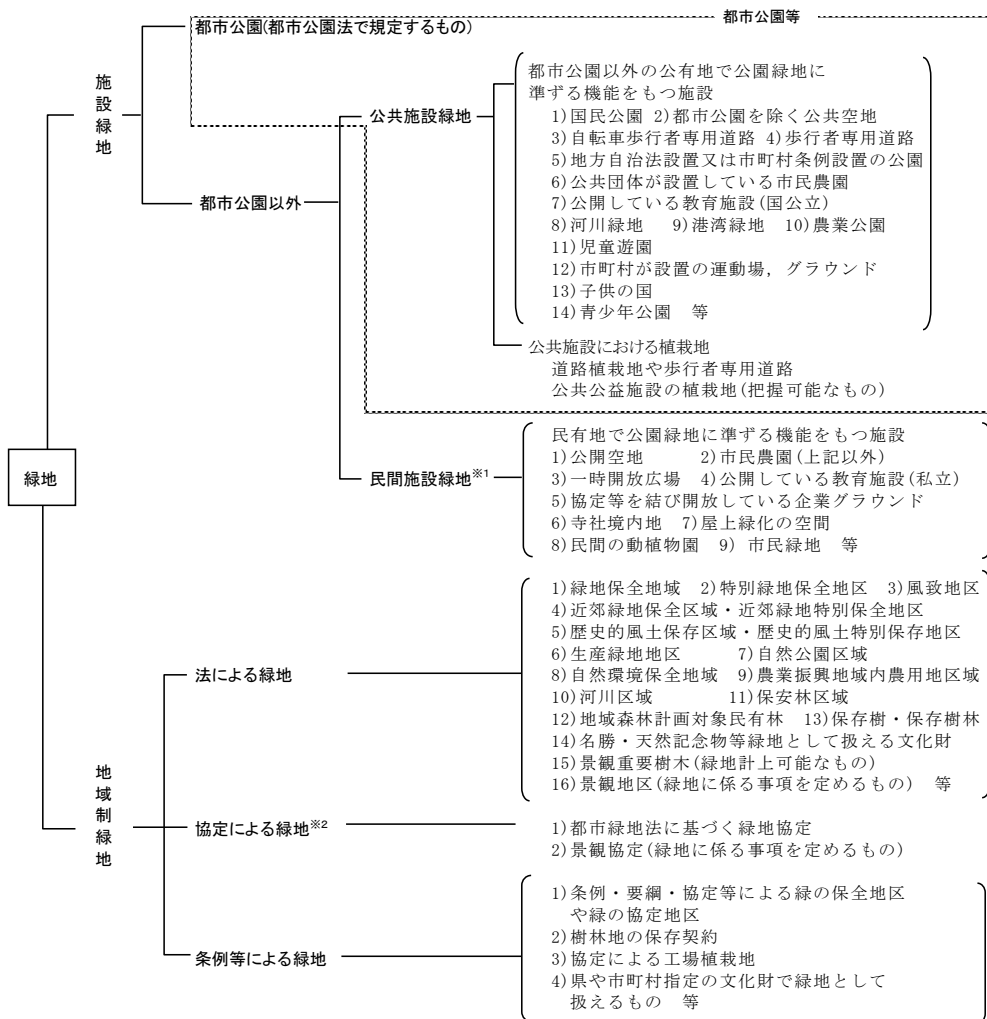 都市公園等
都市公園(都市公園法で規定するもの)
施設緑地
公共施設緑地
都市公園以外の公有地で公園緑地に
準ずる機能をもつ施設
1)国民公園 2)都市公園を除く公共空地
3)自転車歩行者専用道路 4)歩行者専用道路
5)地方自治法設置又は市町村条例設置の公園
6)公共団体が設置している市民農園
7)公開している教育施設(国公立)
8)河川緑地 9)港湾緑地 10)農業公園
11)児童遊園
12)市町村が設置の運動場，グラウンド
13)子供の国
14)青少年公園 等
都市公園以外
公共施設における植栽地
道路植栽地や歩行者専用道路
公共公益施設の植栽地(把握可能なもの)
緑地
民間施設緑地※1
民有地で公園緑地に準ずる機能をもつ施設
1)公開空地 2)市民農園(上記以外)
3)一時開放広場 4)公開している教育施設(私立)
5)協定等を結び開放している企業グラウンド
6)寺社境内地 7)屋上緑化の空間
8)民間の動植物園 9) 市民緑地 等
地域制緑地
法による緑地
1)緑地保全地域 2)特別緑地保全地区 3)風致地区
4)近郊緑地保全区域・近郊緑地特別保全地区
5)歴史的風土保存区域・歴史的風土特別保存地区
6)生産緑地地区 7)自然公園区域
8)自然環境保全地域 9)農業振興地域内農用地区域
10)河川区域 11)保安林区域
12)地域森林計画対象民有林 13)保存樹・保存樹林
14)名勝・天然記念物等緑地として扱える文化財
15)景観重要樹木(緑地計上可能なもの)
16)景観地区(緑地に係る事項を定めるもの) 等
協定による緑地※2
1)都市緑地法に基づく緑地協定
2)景観協定(緑地に係る事項を定めるもの)
条例等による緑地
1)条例・要綱・協定等による緑の保全地区
や緑の協定地区
2)樹林地の保存契約
3)協定による工場植栽地
4)県や市町村指定の文化財で緑地として
扱えるもの 等